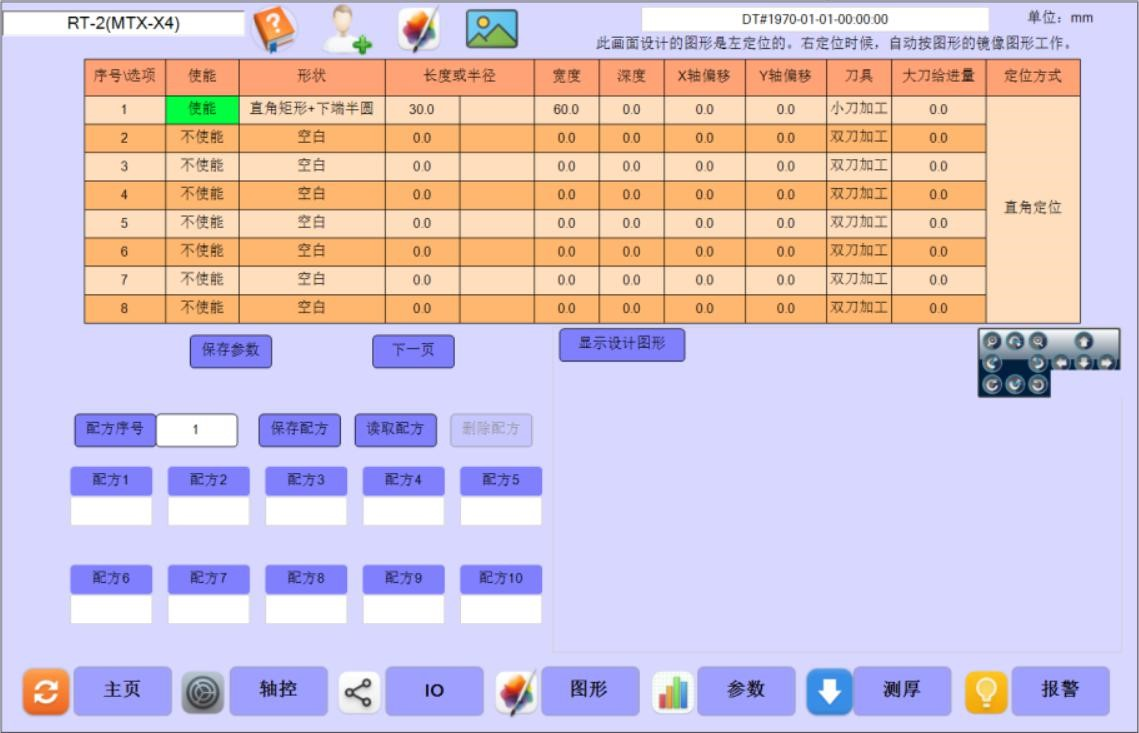 RT-2(MTX-X4)
DT#1970-01-01-00:00:00
单位：mm
此画面设计的图形是左定位的。右定位时候，自动按图形的镜像图形工作。
序号\选项 使能 形状 长度或半径 宽度 深度 X轴偏移 Y轴偏移 刀具 大刀给进量 定位方式
1 使能 直角矩形+下端半圆 30.0 60.0 0.0 0.0 0.0 小刀加工 0.0
2 不使能 空白 0.0 0.0 0.0 0.0 0.0 双刀加工 0.0
3 不使能 空白 0.0 0.0 0.0 0.0 0.0 双刀加工 0.0
4 不使能 空白 0.0 0.0 0.0 0.0 0.0 双刀加工 0.0
直角定位
5 不使能 空白 0.0 0.0 0.0 0.0 0.0 双刀加工 0.0
6 不使能 空白 0.0 0.0 0.0 0.0 0.0 双刀加工 0.0
7 不使能 空白 0.0 0.0 0.0 0.0 0.0 双刀加工 0.0
8 不使能 空白 0.0 0.0 0.0 0.0 0.0 双刀加工 0.0
保存参数 下一页 显示设计图形
配方序号 1 保存配方 读取配方 删除配方
配方1 配方2 配方3 配方4 配方5
配方6 配方7 配方8 配方9 配方10
主页 轴控 IO 图形 参数 测厚 报警